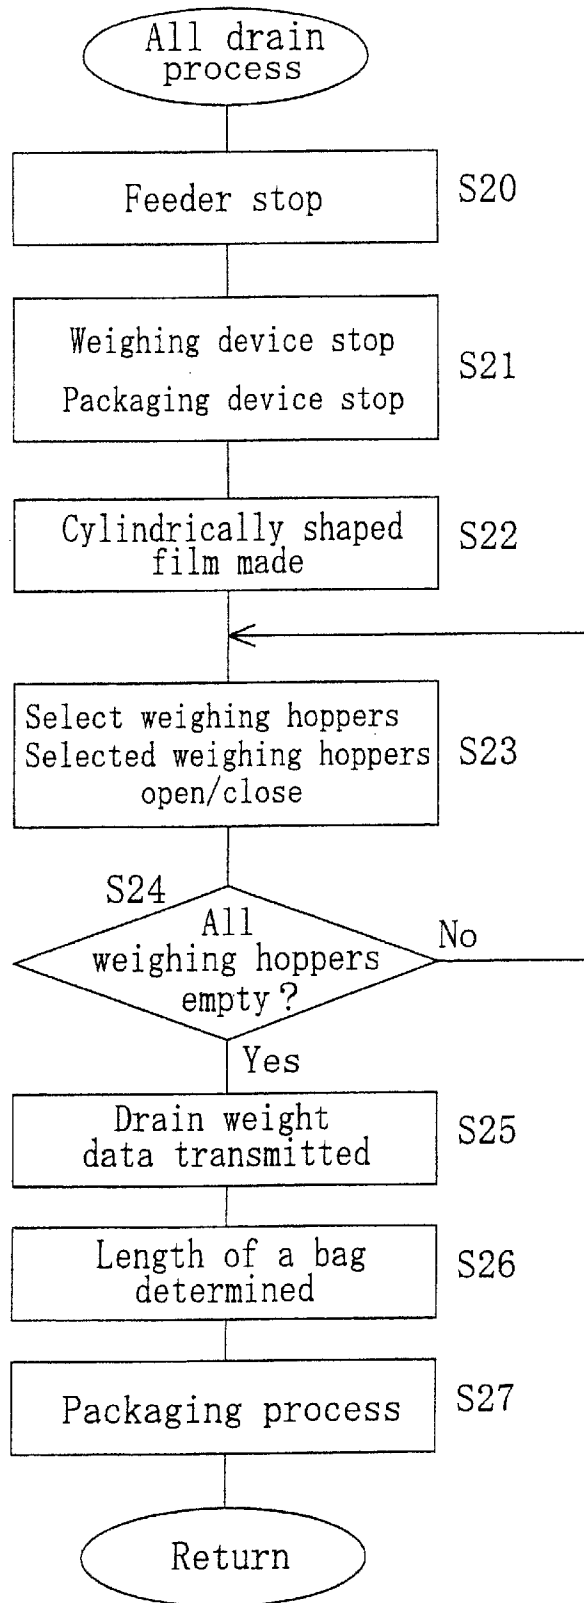 All drain
process
Feeder stop
S20
Weighing device stop
Packaging device stop
S21
Cylindrically shaped
film made
S22
Select weighing hoppers
Selected weighing hoppers
open/close
S23
S24
All
weighing hoppers
empty?
No
Yes
Drain weight
data transmitted
S25
Length of a bag
determined
S26
Packaging process
S27
Return